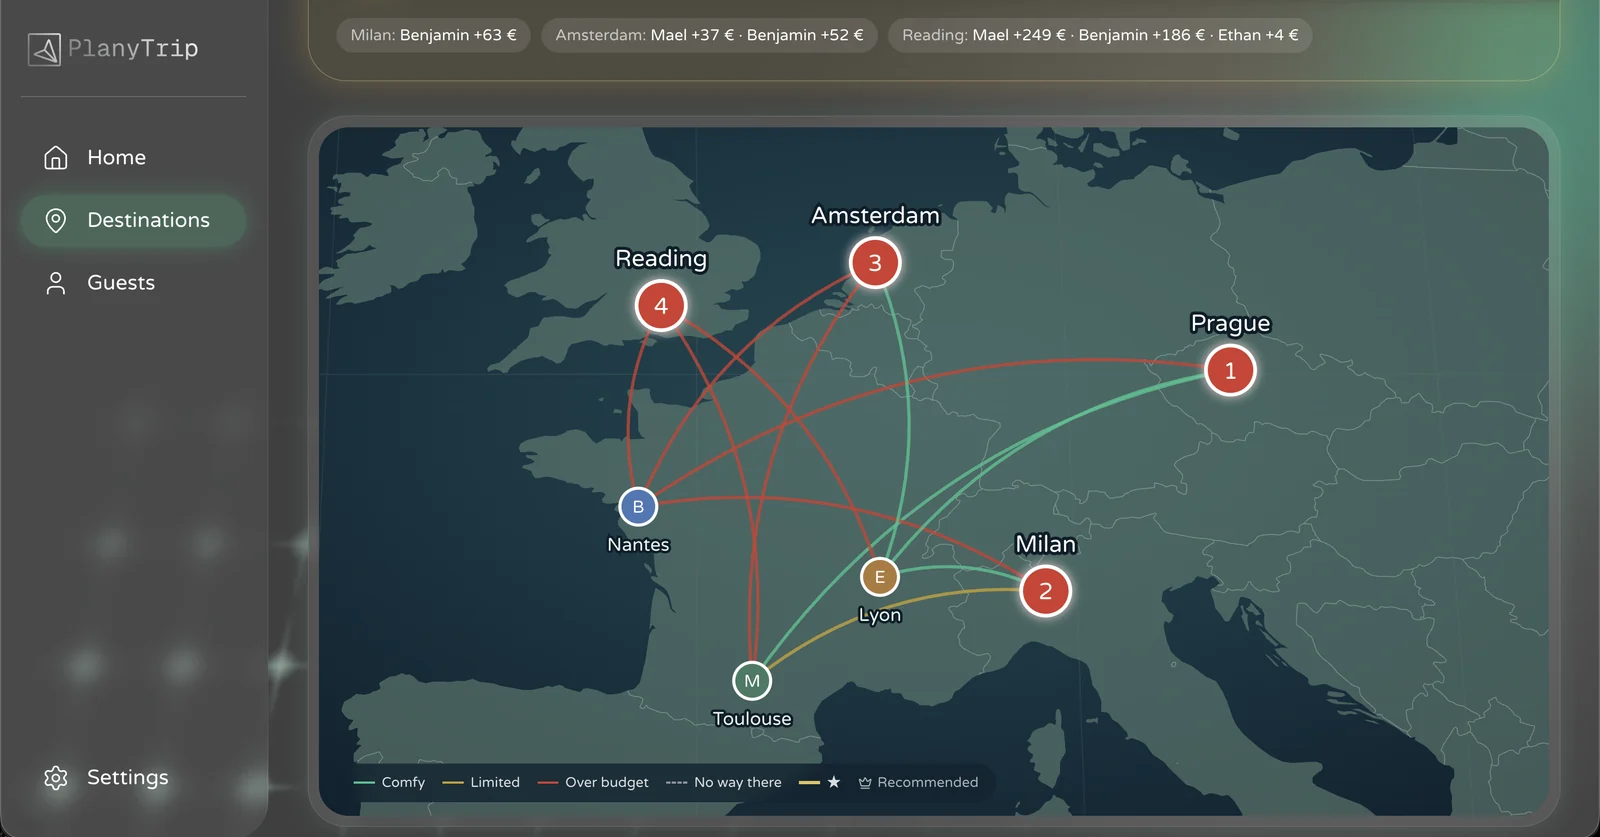 PlanyTrip
Milan: Benjamin +63 €
Amsterdam: Mael +37 € · Benjamin +52 €
Reading: Mael +249 € · Benjamin +186 € · Ethan +4 €
Home
Destinations
Guests
Settings
Amsterdam
3
Reading
4
Prague
1
B
Nantes
Milan
2
E
Lyon
M
Toulouse
Comfy
Limited
Over budget
No way there
★
Recommended